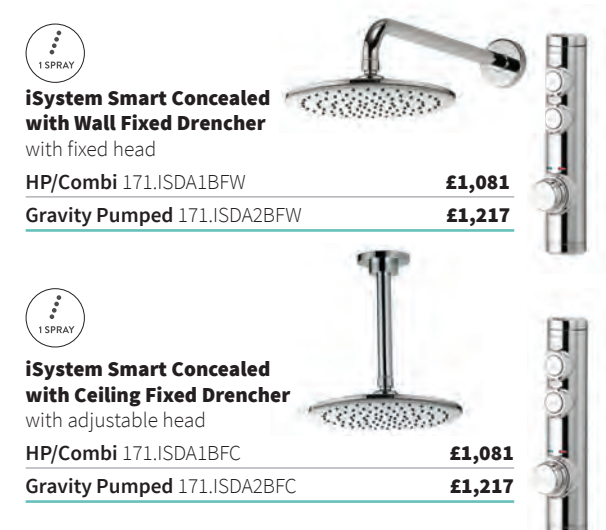 1 SPRAY
iSystem Smart Concealed
with Wall Fixed Drencher
with fixed head
HP/Combi 171.ISDA1BFW £1,081
Gravity Pumped 171.ISDA2BFW £1,217
1 SPRAY
iSystem Smart Concealed
with Ceiling Fixed Drencher
with adjustable head
HP/Combi 171.ISDA1BFC £1,081
Gravity Pumped 171.ISDA2BFC £1,217